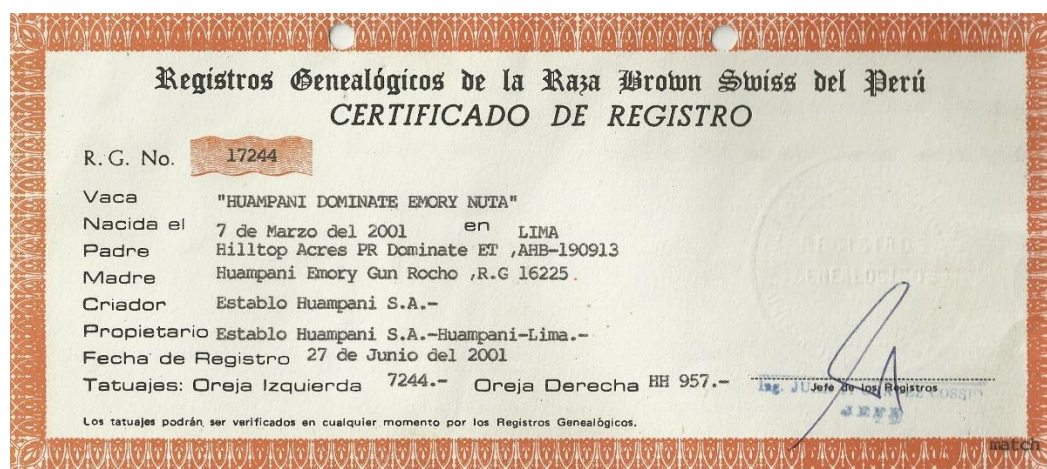 Registros Genealógicos de la Raza Brown Swiss del Perú
CERTIFICADO DE REGISTRO
R. G. No. 17244
Vaca "HUAMPANI DOMINATE EMORY NUTA"
Nacida el 7 de Marzo del 2001 en LIMA
Padre Hilltop Acres PR Dominate ET ,AHB-190913
Madre Huampani Emory Gun Rocho ,R.G 16225.
Criador Establo Huampani S.A.-
Propietario Establo Huampani S.A.-Huampani-Lima.-
Fecha de Registro 27 de Junio del 2001
Tatuajes: Oreja Izquierda 7244.- Oreja Derecha HH 957.-
Jefe de los Registros
Ing. COSSIO
JEFE
Los tatuajes podrán, ser verificados en cualquier momento por los Registros Genealógicos.
match